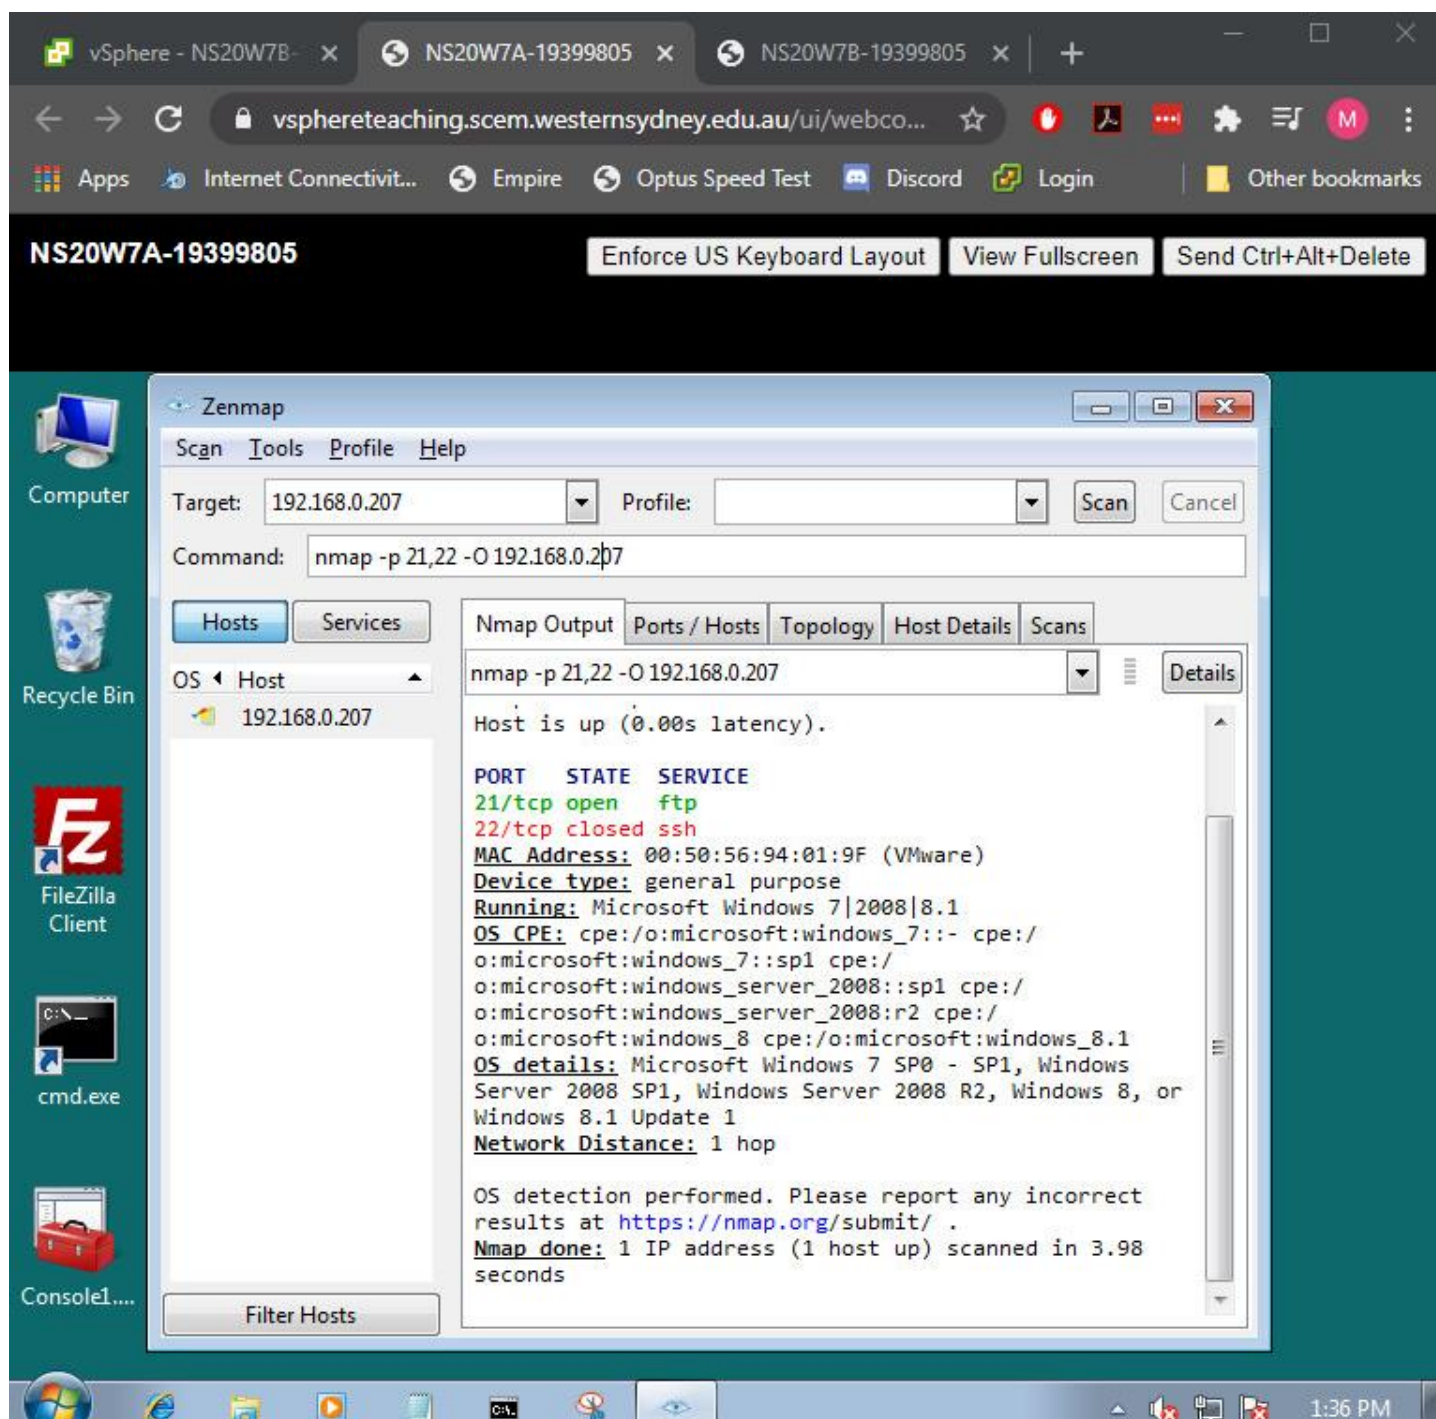 vSphere - NS20W7B-
NS20W7A-19399805
NS20W7B-19399805
vsphereteaching.scem.westernsydney.edu.au/ui/webco...
M
Apps
Internet Connectivit...
Empire
Optus Speed Test
Discord
Login
Other bookmarks
NS20W7A-19399805
Enforce US Keyboard Layout
View Fullscreen
Send Ctrl+Alt+Delete
Computer
Recycle Bin
FileZilla
Client
cmd.exe
Console1....
Zenmap
Scan Tools Profile Help
Target: 192.168.0.207 Profile: Scan Cancel
Command: nmap -p 21,22 -O 192.168.0.207
Hosts Services
OS Host
192.168.0.207
Filter Hosts
Nmap Output Ports / Hosts Topology Host Details Scans
nmap -p 21,22 -O 192.168.0.207 Details
Host is up (0.00s latency).
PORT STATE SERVICE
21/tcp open ftp
22/tcp closed ssh
MAC Address: 00:50:56:94:01:9F (VMware)
Device type: general purpose
Running: Microsoft Windows 7|2008|8.1
OS CPE: cpe:/o:microsoft:windows_7::- cpe:/
o:microsoft:windows_7::sp1 cpe:/
o:microsoft:windows_server_2008::sp1 cpe:/
o:microsoft:windows_server_2008:r2 cpe:/
o:microsoft:windows_8 cpe:/o:microsoft:windows_8.1
OS details: Microsoft Windows 7 SP0 - SP1, Windows
Server 2008 SP1, Windows Server 2008 R2, Windows 8, or
Windows 8.1 Update 1
Network Distance: 1 hop
OS detection performed. Please report any incorrect
results at https://nmap.org/submit/ .
Nmap done: 1 IP address (1 host up) scanned in 3.98
seconds
1:36 PM